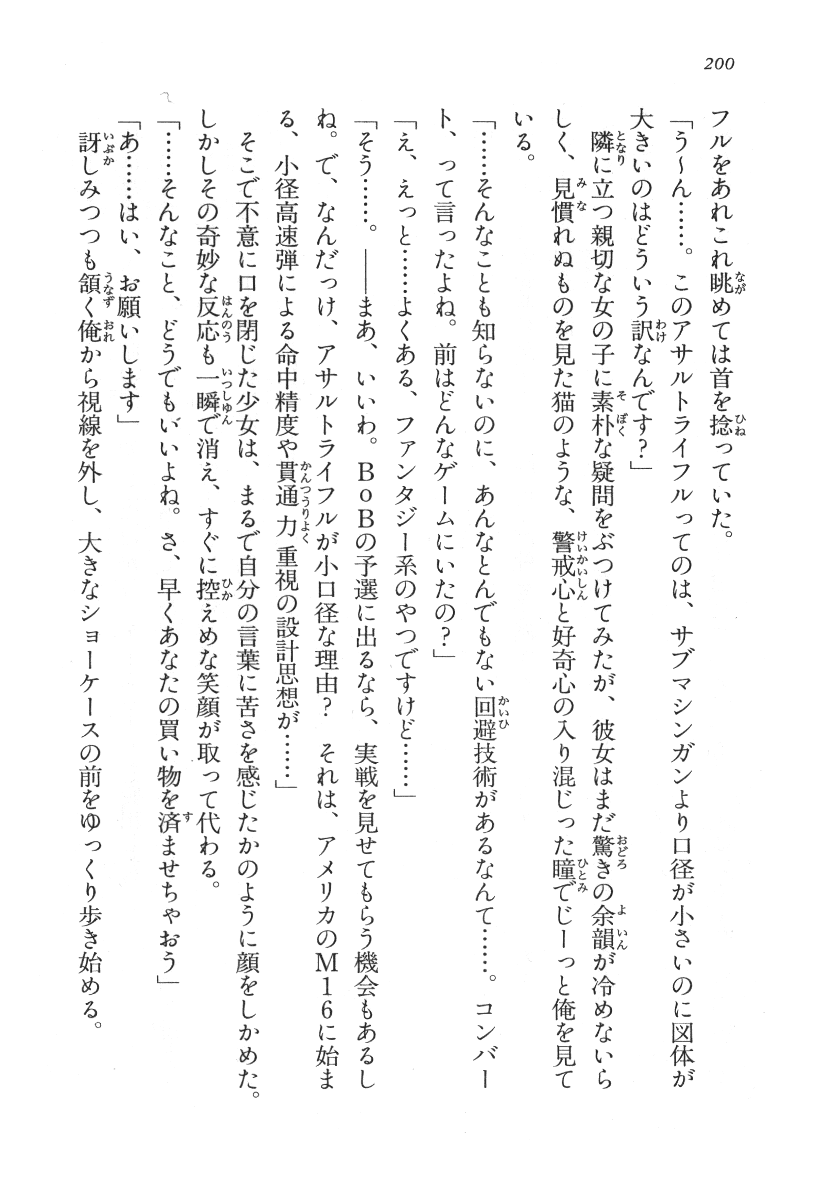 200
フルをあれこれ眺めては首を捻っていた。
「う～ん……。このアサルトライフルってのは、サブマシンガンより口径が小さいのに図体が
大きいのはどういう訳なんです？」
隣に立つ親切な女の子に素朴な疑問をぶつけてみたが、彼女はまだ驚きの余韻が冷めないら
しく、見慣れぬものを見た猫のような、警戒心と好奇心の入り混じった瞳でじーっと俺を見て
いる。
「……そんなことも知らないのに、あんなとんでもない回避技術があるなんて……。コンバー
ト、って言ったよね。前はどんなゲームにいたの？」
「え、えっと……よくある、ファンタジー系のやつですけど……」
「そう……。――まあ、いいわ。ＢｏＢの予選に出るなら、実戦を見せてもらう機会もあるし
ね。で、なんだっけ、アサルトライフルが小口径な理由？　それは、アメリカのＭ１６に始ま
る、小径高速弾による命中精度や貫通力重視の設計思想が……」
そこで不意に口を閉じた少女は、まるで自分の言葉に苦さを感じたかのように顔をしかめた。
しかしその奇妙な反応も一瞬で消え、すぐに控えめな笑顔が取って代わる。
「……そんなこと、どうでもいいよね。さ、早くあなたの買い物を済ませちゃおう」
「あ……はい、お願いします」
訝しみつつも頷く俺から視線を外し、大きなショーケースの前をゆっくり歩き始める。